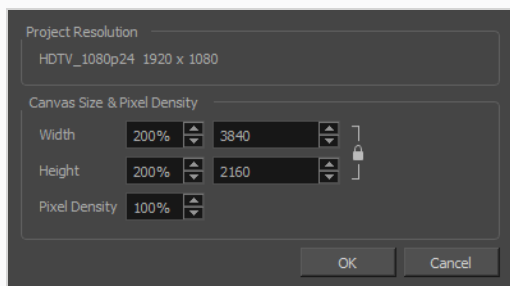 Project Resolution
HDTV_1080p24 1920 x 1080
Canvas Size & Pixel Density
Width 200% 3840
Height 200% 2160
Pixel Density 100%
OK Cancel